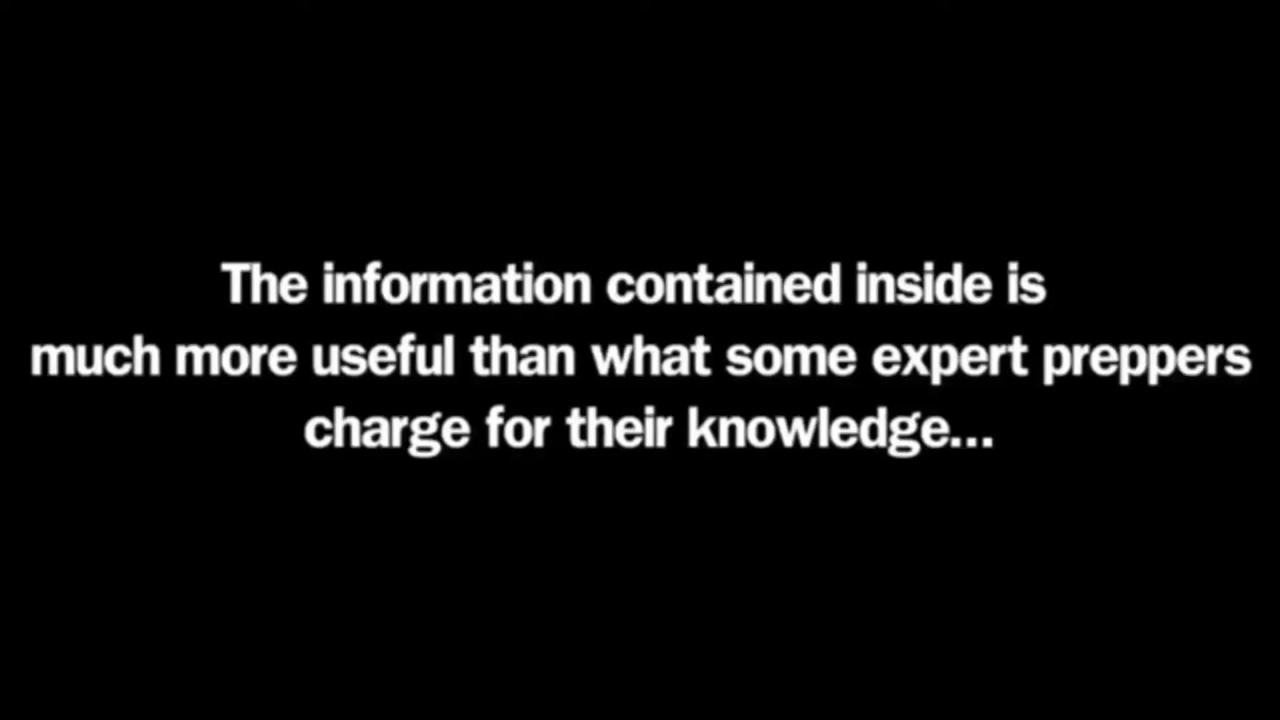 The information contained inside is
much more useful than what some expert preppers
charge for their knowledge...